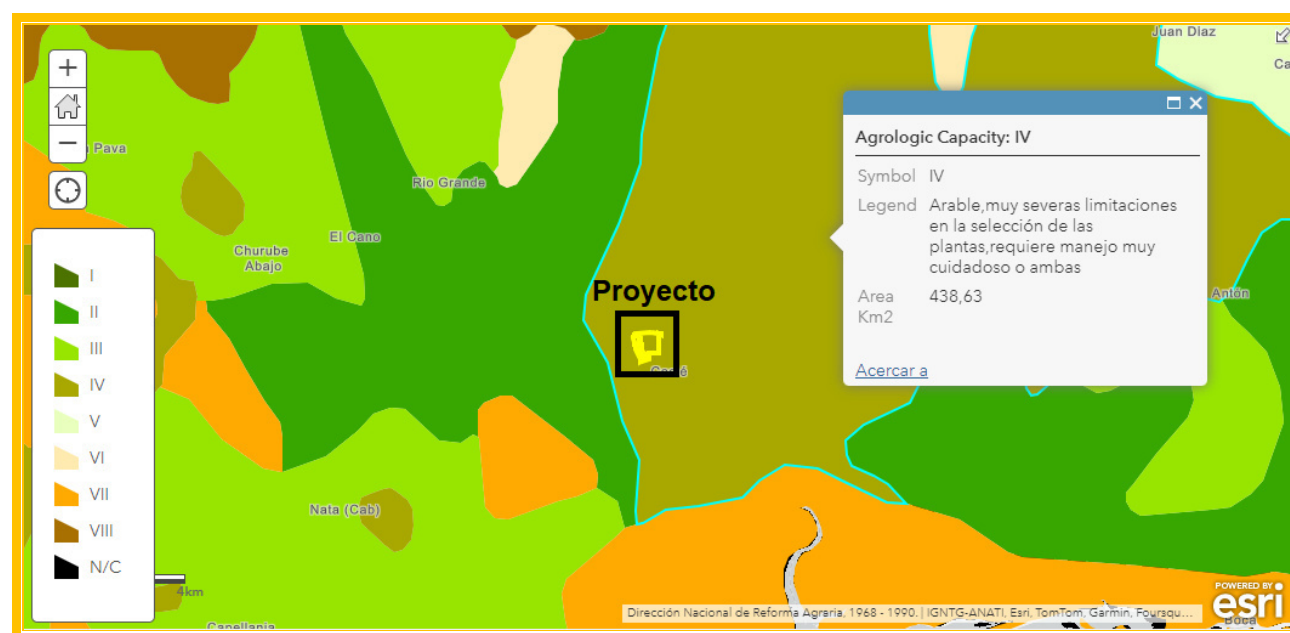 Juan Diaz
Ca
Pava
Rio Grande
El Cano
Churube
Abajo
Proyecto
Nata (Cab)
Capellania
Antón
+
−
I
II
III
IV
V
VI
VII
VIII
N/C
4km
Agrologic Capacity: IV
Symbol IV
Legend Arable,muy severas limitaciones
en la selección de las
plantas,requiere manejo muy
cuidadoso o ambas
Area 438,63
Km2
Acercar a
Dirección Nacional de Reforma Agraria, 1968 - 1990. | IGNTG-ANATI, Esri, TomTom, Garmin, Foursqu...
POWERED BY
esri
Boca